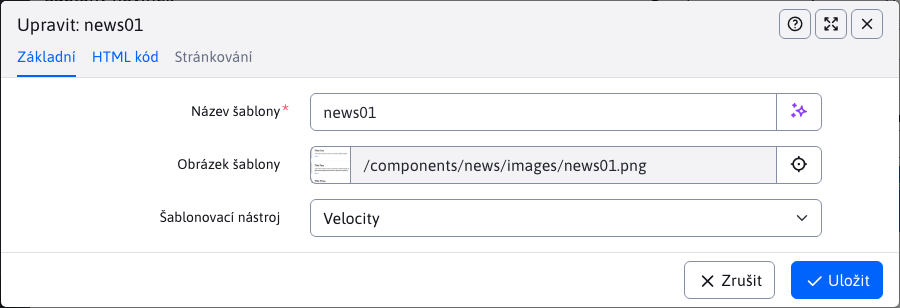 Upravit: news01
Základní HTML kód Stránkování
Název šablony*
news01
Obrázek šablony
/components/news/images/news01.png
Šablonovací nástroj
Velocity
Zrušit
Uložit